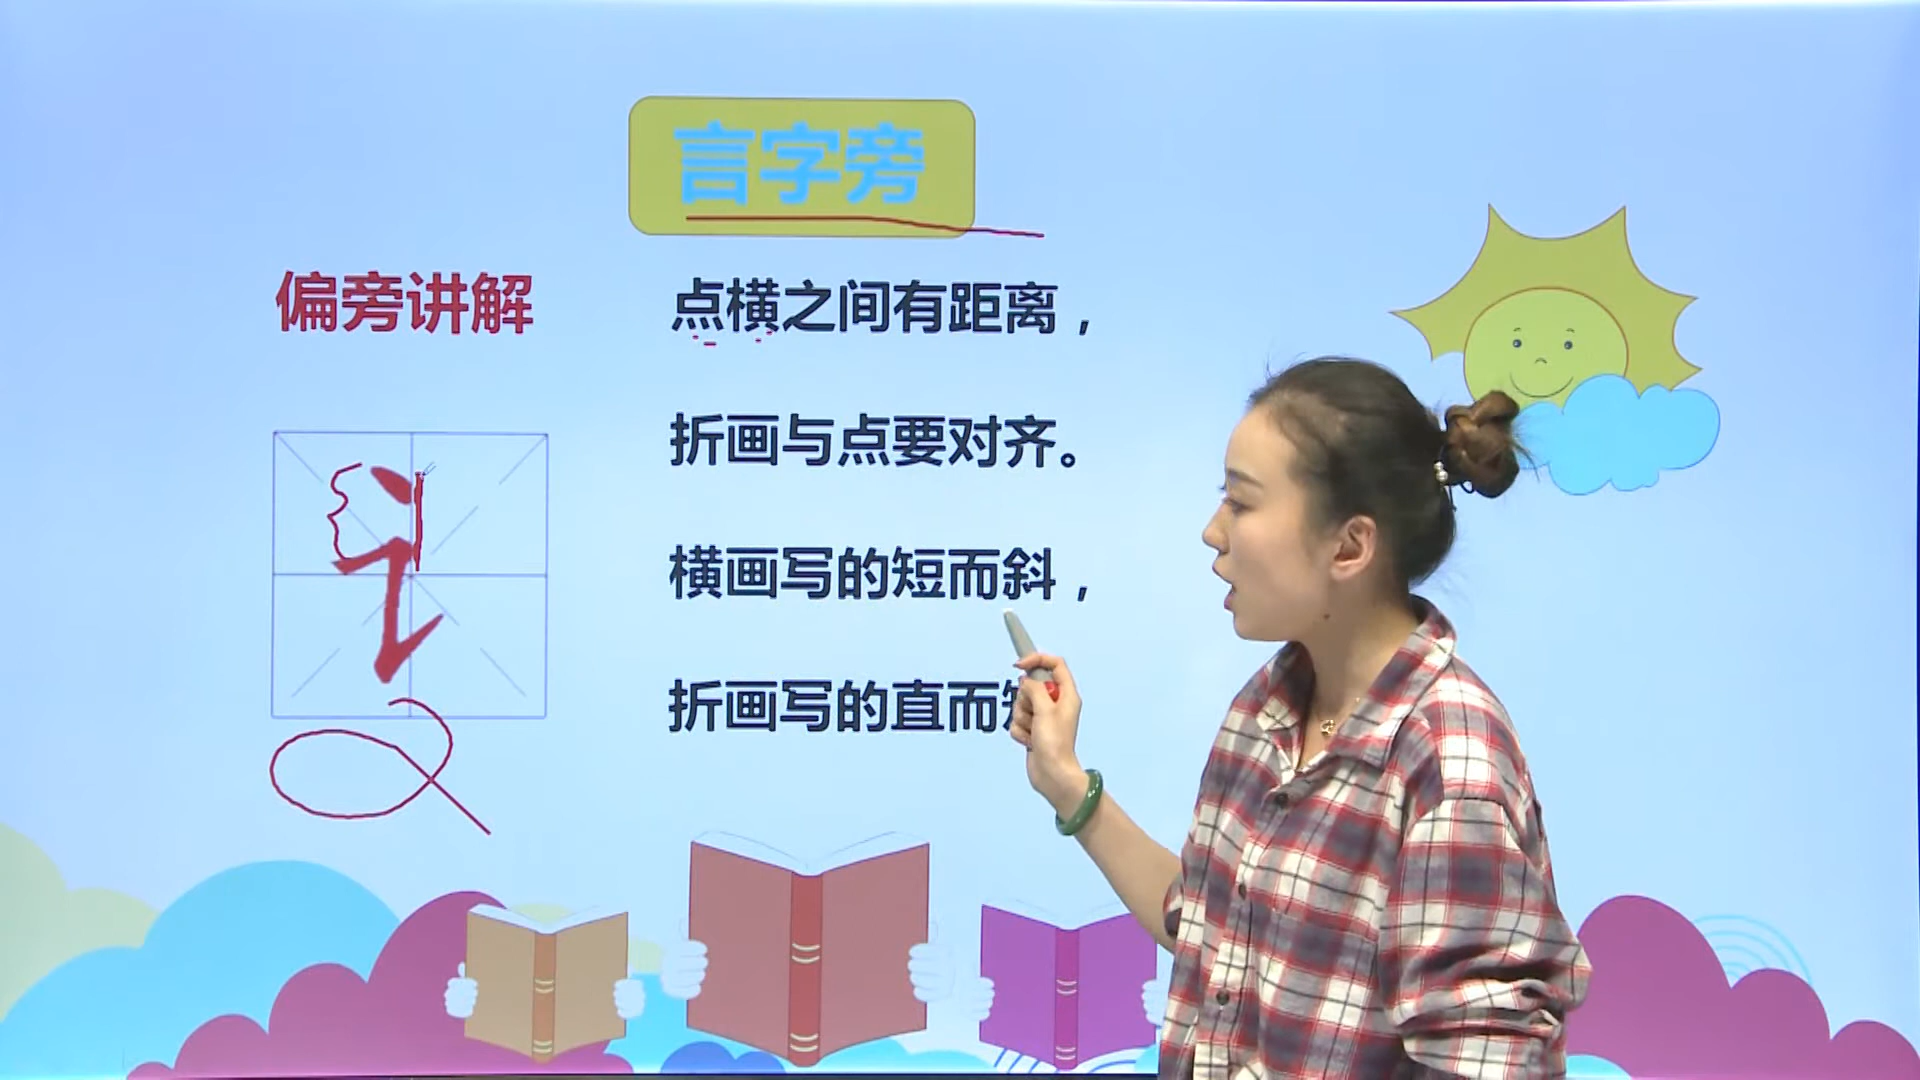 言字旁
偏旁讲解
点横之间有距离，
折画与点要对齐。
讠
横画写的短而斜，
折画写的直而